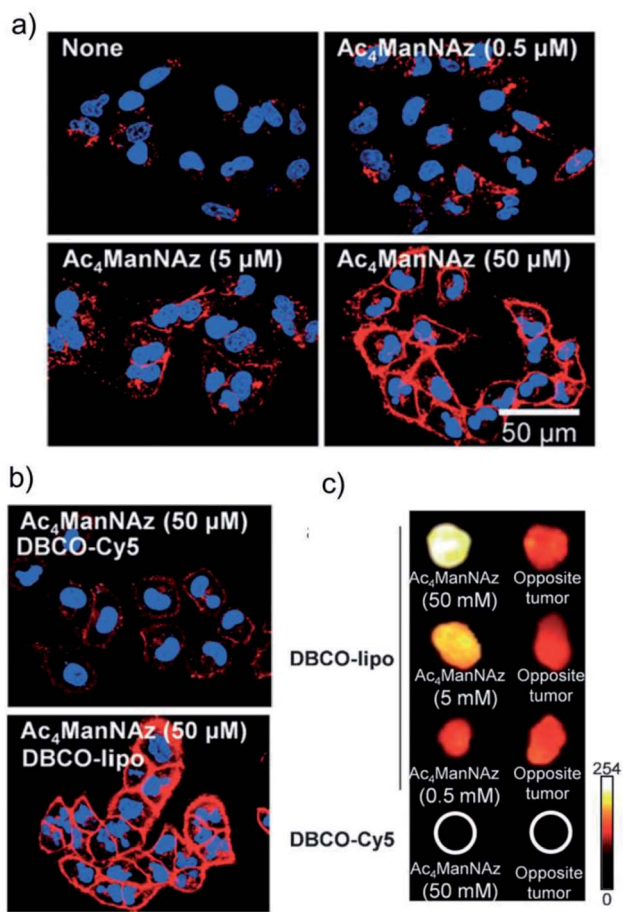 a)
None
Ac₄ManNAz (0.5 µM)
Ac₄ManNAz (5 µM)
Ac₄ManNAz (50 µM)
50 µm
b)
Ac₄ManNAz (50 µM)
DBCO-Cy5
Ac₄ManNAz (50 µM)
DBCO-lipo
c)
DBCO-lipo
Ac₄ManNAz
(50 mM)
Opposite
tumor
Ac₄ManNAz
(5 mM)
Opposite
tumor
Ac₄ManNAz
(0.5 mM)
Opposite
tumor
DBCO-Cy5
Ac₄ManNAz
(50 mM)
Opposite
tumor
254
0